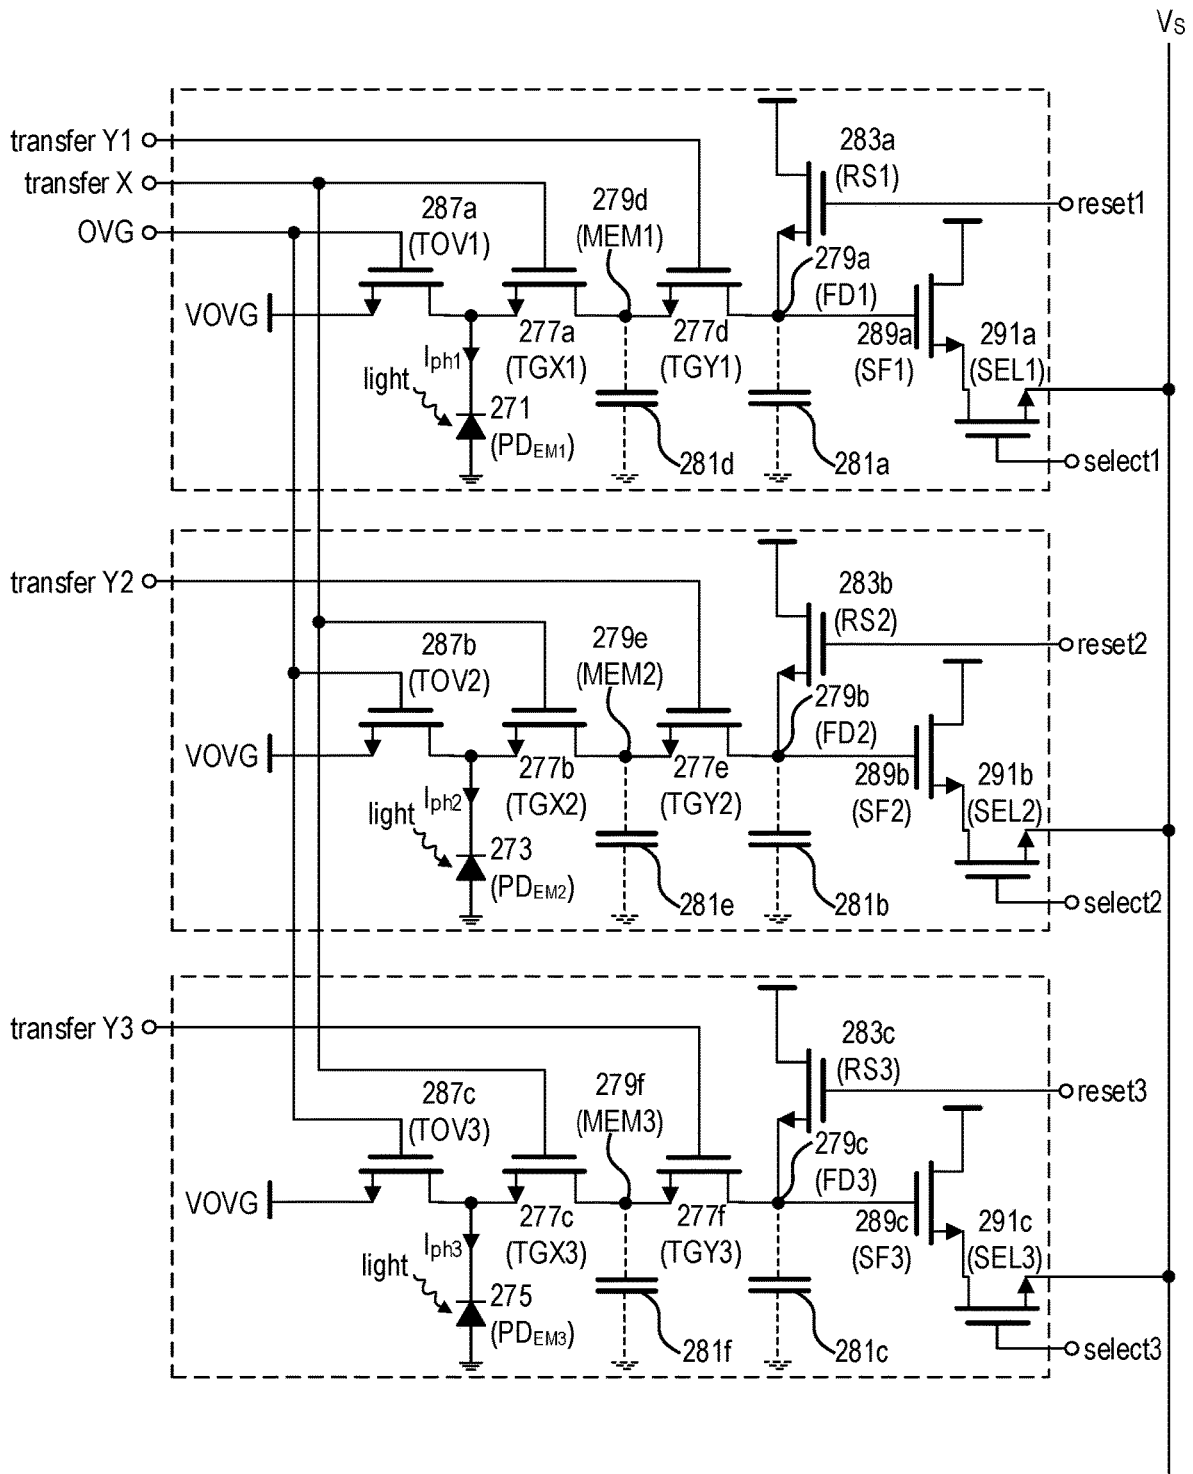 VS
transfer Y1
transfer X
OVG
287a
(TOV1)
279d
(MEM1)
283a
(RS1)
reset1
279a
(FD1)
VOVG
277a
(TGX1)
277d
(TGY1)
289a
(SF1)
291a
(SEL1)
Iph1
light
271
(PDEM1)
281d
281a
select1
transfer Y2
287b
(TOV2)
279e
(MEM2)
283b
(RS2)
reset2
279b
(FD2)
VOVG
277b
(TGX2)
277e
(TGY2)
289b
(SF2)
291b
(SEL2)
Iph2
light
273
(PDEM2)
281e
281b
select2
transfer Y3
287c
(TOV3)
279f
(MEM3)
283c
(RS3)
reset3
279c
(FD3)
VOVG
277c
(TGX3)
277f
(TGY3)
289c
(SF3)
291c
(SEL3)
Iph3
light
275
(PDEM3)
281f
281c
select3